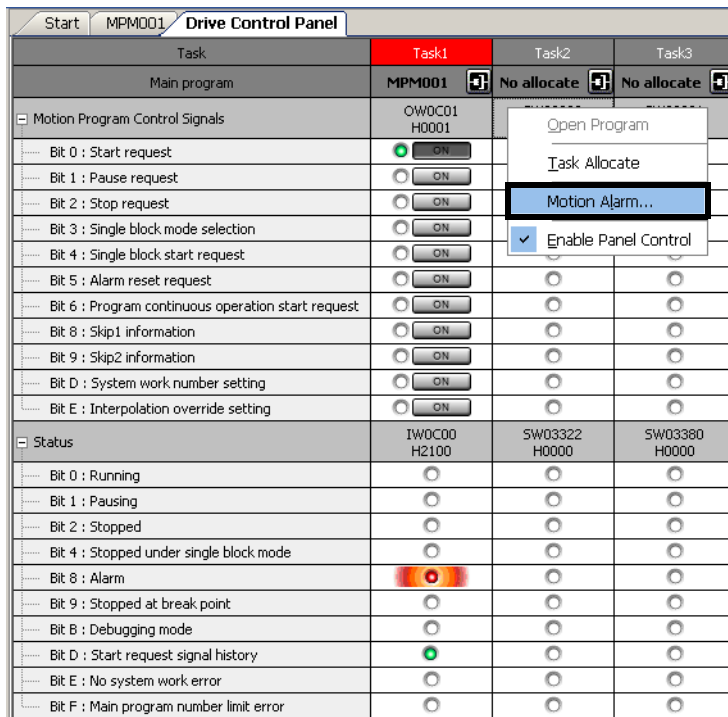 Start MPM001 Drive Control Panel
Task Task1 Task2 Task3
Main program MPM001 No allocate No allocate
Motion Program Control Signals OW0C01
H0001
Open Program
Task Allocate
Motion Alarm...
Enable Panel Control
Bit 0 : Start request ON
Bit 1 : Pause request ON
Bit 2 : Stop request ON
Bit 3 : Single block mode selection ON
Bit 4 : Single block start request ON
Bit 5 : Alarm reset request ON
Bit 6 : Program continuous operation start request ON
Bit 8 : Skip1 information ON
Bit 9 : Skip2 information ON
Bit D : System work number setting ON
Bit E : Interpolation override setting ON
Status IW0C00 SW03322 SW03380
H2100 H0000 H0000
Bit 0 : Running
Bit 1 : Pausing
Bit 2 : Stopped
Bit 4 : Stopped under single block mode
Bit 8 : Alarm
Bit 9 : Stopped at break point
Bit B : Debugging mode
Bit D : Start request signal history
Bit E : No system work error
Bit F : Main program number limit error